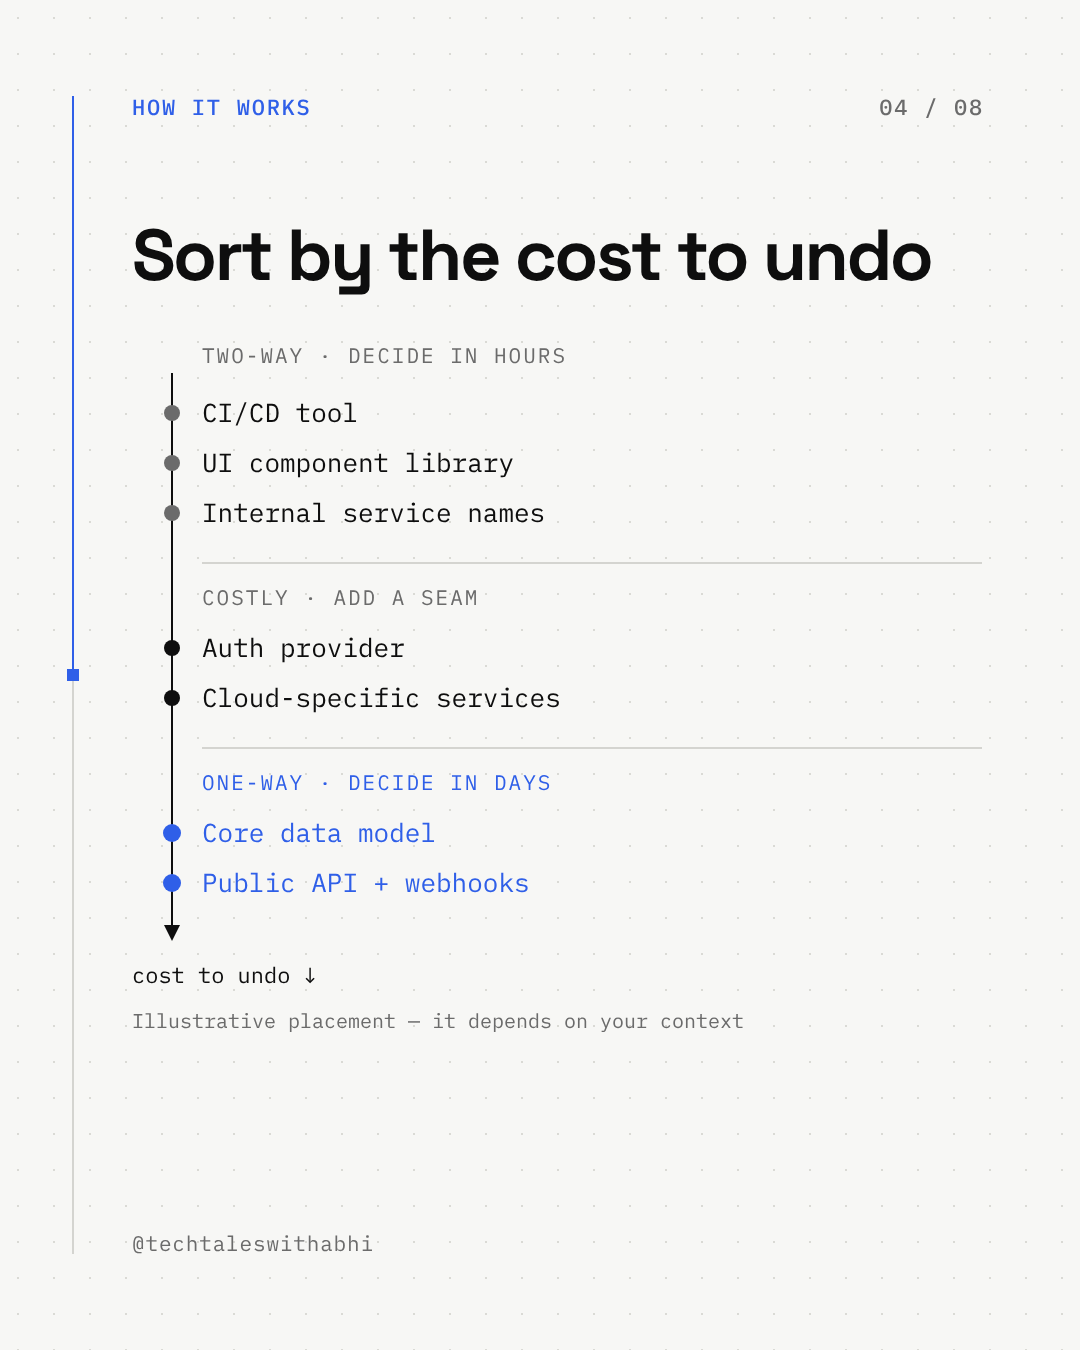 HOW IT WORKS
04 / 08
Sort by the cost to undo
TWO-WAY · DECIDE IN HOURS
CI/CD tool
UI component library
Internal service names
COSTLY · ADD A SEAM
Auth provider
Cloud-specific services
ONE-WAY · DECIDE IN DAYS
Core data model
Public API + webhooks
cost to undo ↓
Illustrative placement — it depends on your context
@techtaleswithabhi